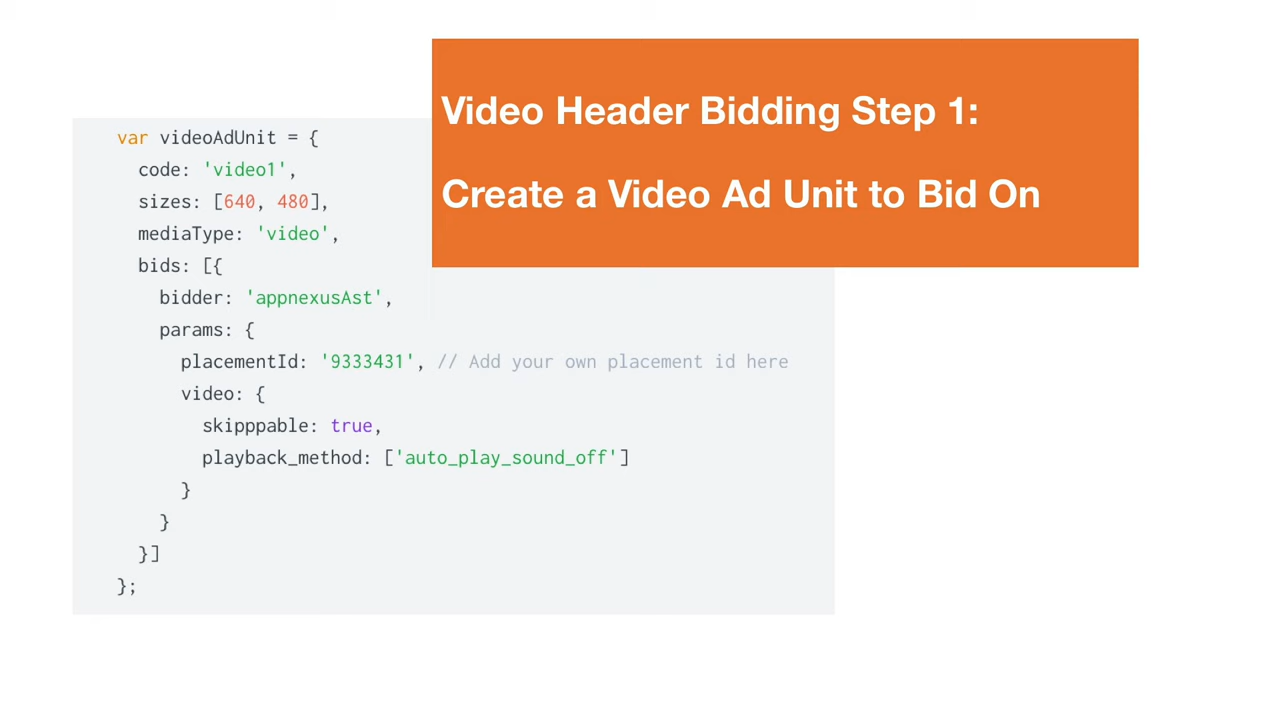 Video Header Bidding Step 1:
Create a Video Ad Unit to Bid On
var videoAdUnit = {
code: 'video1',
sizes: [640, 480],
mediaType: 'video',
bids: [{
bidder: 'appnexusAst',
params: {
placementId: '9333431', // Add your own placement id here
video: {
skipppable: true,
playback_method: ['auto_play_sound_off']
}
}
}]
};